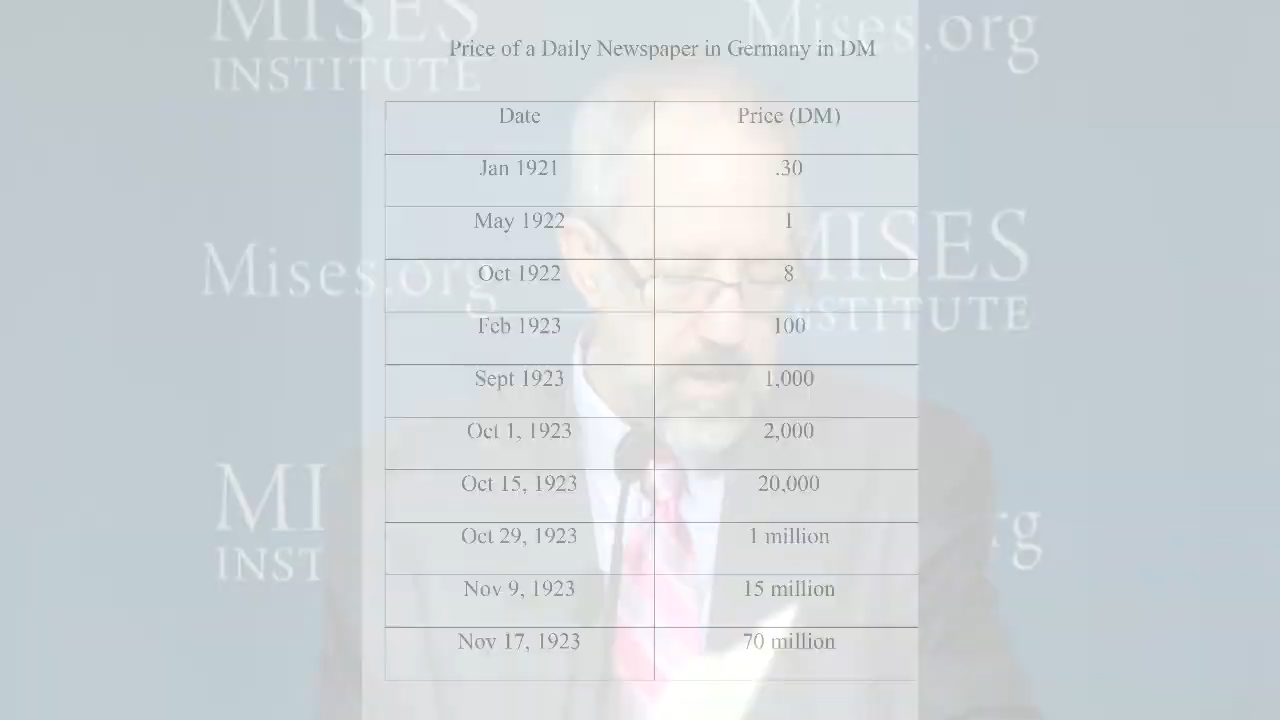 MISES
INSTITUTE
Mises.org
Price of a Daily Newspaper in Germany in DM
Date Price (DM)
Jan 1921 .30
May 1922 1
Oct 1922 8
Feb 1923 100
Sept 1923 1,000
Oct 1, 1923 2,000
Oct 15, 1923 20,000
Oct 29, 1923 1 million
Nov 9, 1923 15 million
Nov 17, 1923 70 million
Mises.org
MISES
INSTITUTE
MI
INST
rg